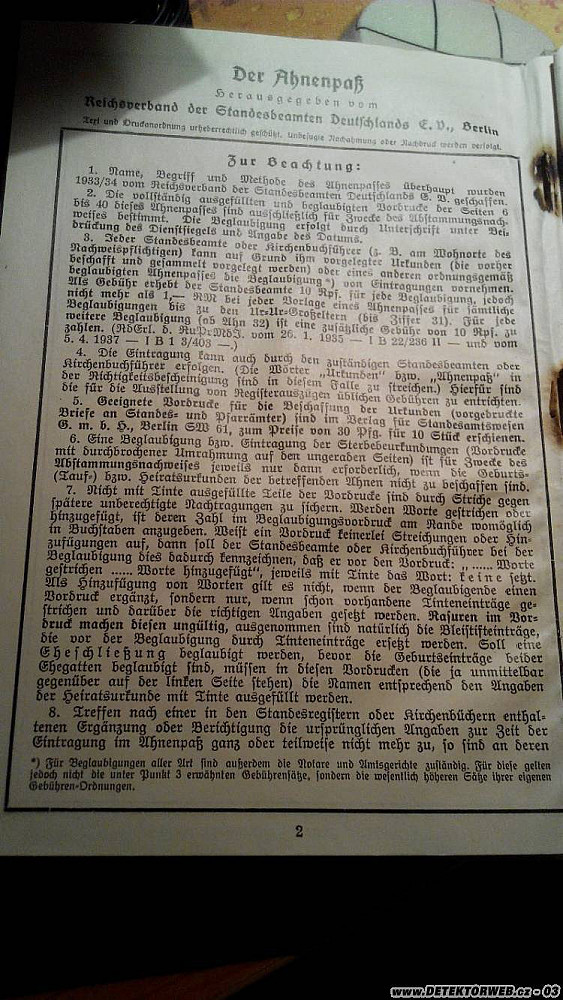 Der Ahnenpaß
Herausgegeben vom
Reichsverband der Standesbeamten Deutschlands E. V., Berlin
Text und Druckanordnung urheberrechtlich geschützt. Unbefugte Nachahmung oder Nachdruck werden verfolgt.
Zur Beachtung:
1. Name, Begriff und Methode des Ahnenpasses überhaupt wurden
1933/34 vom Reichsverband der Standesbeamten Deutschlands E. V. geschaffen.
2. Die vollständig ausgefüllten und beglaubigten Vordrucke der Seiten 6
bis 40 dieses Ahnenpasses sind ausschließlich für Zwecke des Abstammungsnach-
weises bestimmt. Die Beglaubigung erfolgt durch Unterschrift unter Bei-
drückung des Dienstsiegels und Angabe des Datums.
3. Jeder Standesbeamte oder Kirchenbuchführer (z. B. am Wohnorte des
Nachweispflichtigen) kann auf Grund ihm vorgelegter Urkunden (die vorher
beschafft und gesammelt vorgelegt werden) oder eines anderen ordnungsmäßig
beglaubigten Ahnenpasses die Beglaubigung*) von Eintragungen vornehmen.
Als Gebühr erhebt der Standesbeamte 10 Rpf. für jede Beglaubigung, jedoch
nicht mehr als 1,— RM bei jeder Vorlage eines Ahnenpasses für sämtliche
Beglaubigungen bis zu den Ur-Ur-Großeltern (bis Ziffer 31). Für jede
weitere Beglaubigung (ab Ahn 32) ist eine zusätzliche Gebühr von 10 Rpf. zu
zahlen. (RdErl. d. RuPrMdJ. vom 26. 1. 1935 — I B 22/236 II — und vom
5. 4. 1937 — I B 3/403 —.)
4. Die Eintragung kann auch durch den zuständigen Standesbeamten oder
Kirchenbuchführer erfolgen. (Die Wörter „Urkunden“ bzw. „Ahnenpaß“ in
der Richtigkeitsbescheinigung sind in diesem Falle zu streichen.) Hierfür sind
die für die Ausstellung von Registerauszügen üblichen Gebühren zu entrichten.
5. Geeignete Vordrucke für die Beschaffung der Urkunden (vorgedruckte
Briefe an Standes- und Pfarrämter) sind im Verlag für Standesamtswesen
G. m. b. H., Berlin SW 61, zum Preise von 30 Pfg. für 10 Stück erschienen.
6. Eine Beglaubigung bzw. Eintragung der Sterbebeurkundungen (Vordrucke
mit durchbrochener Umrahmung auf den ungeraden Seiten) ist für Zwecke des
Abstammungsnachweises jeweils nur dann erforderlich, wenn die Geburts-
(Tauf-) bzw. Heiratsurkunden der betreffenden Ahnen nicht zu beschaffen sind.
7. Nicht mit Tinte ausgefüllte Teile der Vordrucke sind durch Striche gegen
spätere unberechtigte Nachtragungen zu sichern. Werden Worte gestrichen oder
hinzugefügt, ist deren Zahl im Beglaubigungsvordruck am Rande womöglich
in Buchstaben anzugeben. Weist ein Vordruck keinerlei Streichungen oder Hin-
zufügungen auf, dann soll der Standesbeamte oder Kirchenbuchführer bei der
Beglaubigung dies dadurch kennzeichnen, daß er vor den Vordruck: „ ...... Worte
gestrichen ...... Worte hinzugefügt“, jeweils mit Tinte das Wort: keine setzt.
Als Hinzufügung von Worten gilt es nicht, wenn der Beglaubigende einen
Vordruck ergänzt, sondern nur, wenn schon vorhandene Tinteneinträge ge-
strichen und darüber die richtigen Angaben gesetzt werden. Rasuren im Vor-
druck machen diesen ungültig, ausgenommen sind natürlich die Bleistifteinträge,
die vor der Beglaubigung durch Tinteneinträge ersetzt werden. Soll eine
Eheschließung beglaubigt werden, bevor die Geburtseinträge beider
Ehegatten beglaubigt sind, müssen in diesen Vordrucken (die ja unmittelbar
gegenüber auf der linken Seite stehen) die Namen entsprechend den Angaben
der Heiratsurkunde mit Tinte ausgefüllt werden.
8. Treffen nach einer in den Standesregistern oder Kirchenbüchern enthal-
tenen Ergänzung oder Berichtigung die ursprünglichen Angaben zur Zeit der
Eintragung im Ahnenpaß ganz oder teilweise nicht mehr zu, so sind an deren
*) Für Beglaubigungen aller Art sind außerdem die Notare und Amtsgerichte zuständig. Für diese gelten
jedoch nicht die unter Punkt 3 erwähnten Gebührensätze, sondern die wesentlich höheren Sätze ihrer eigenen
Gebühren-Ordnungen.
2
www.DETEKTORWEB.cz - 03